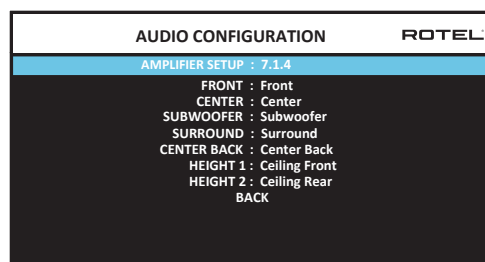 AUDIO CONFIGURATION ROTEL
AMPLIFIER SETUP : 7.1.4
FRONT : Front
CENTER : Center
SUBWOOFER : Subwoofer
SURROUND : Surround
CENTER BACK : Center Back
HEIGHT 1 : Ceiling Front
HEIGHT 2 : Ceiling Rear
BACK